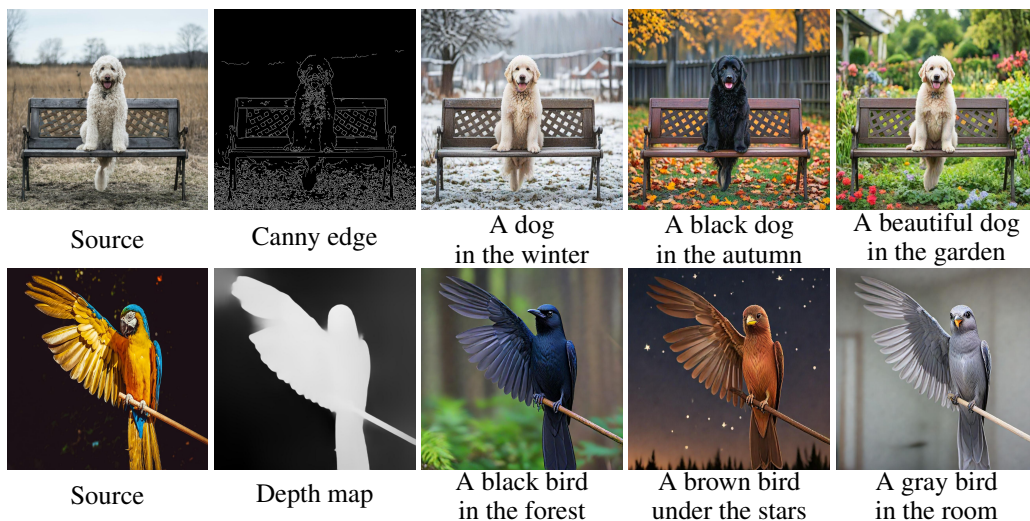 Source
Canny edge
A dog
in the winter
A black dog
in the autumn
A beautiful dog
in the garden
Source
Depth map
A black bird
in the forest
A brown bird
under the stars
A gray bird
in the room